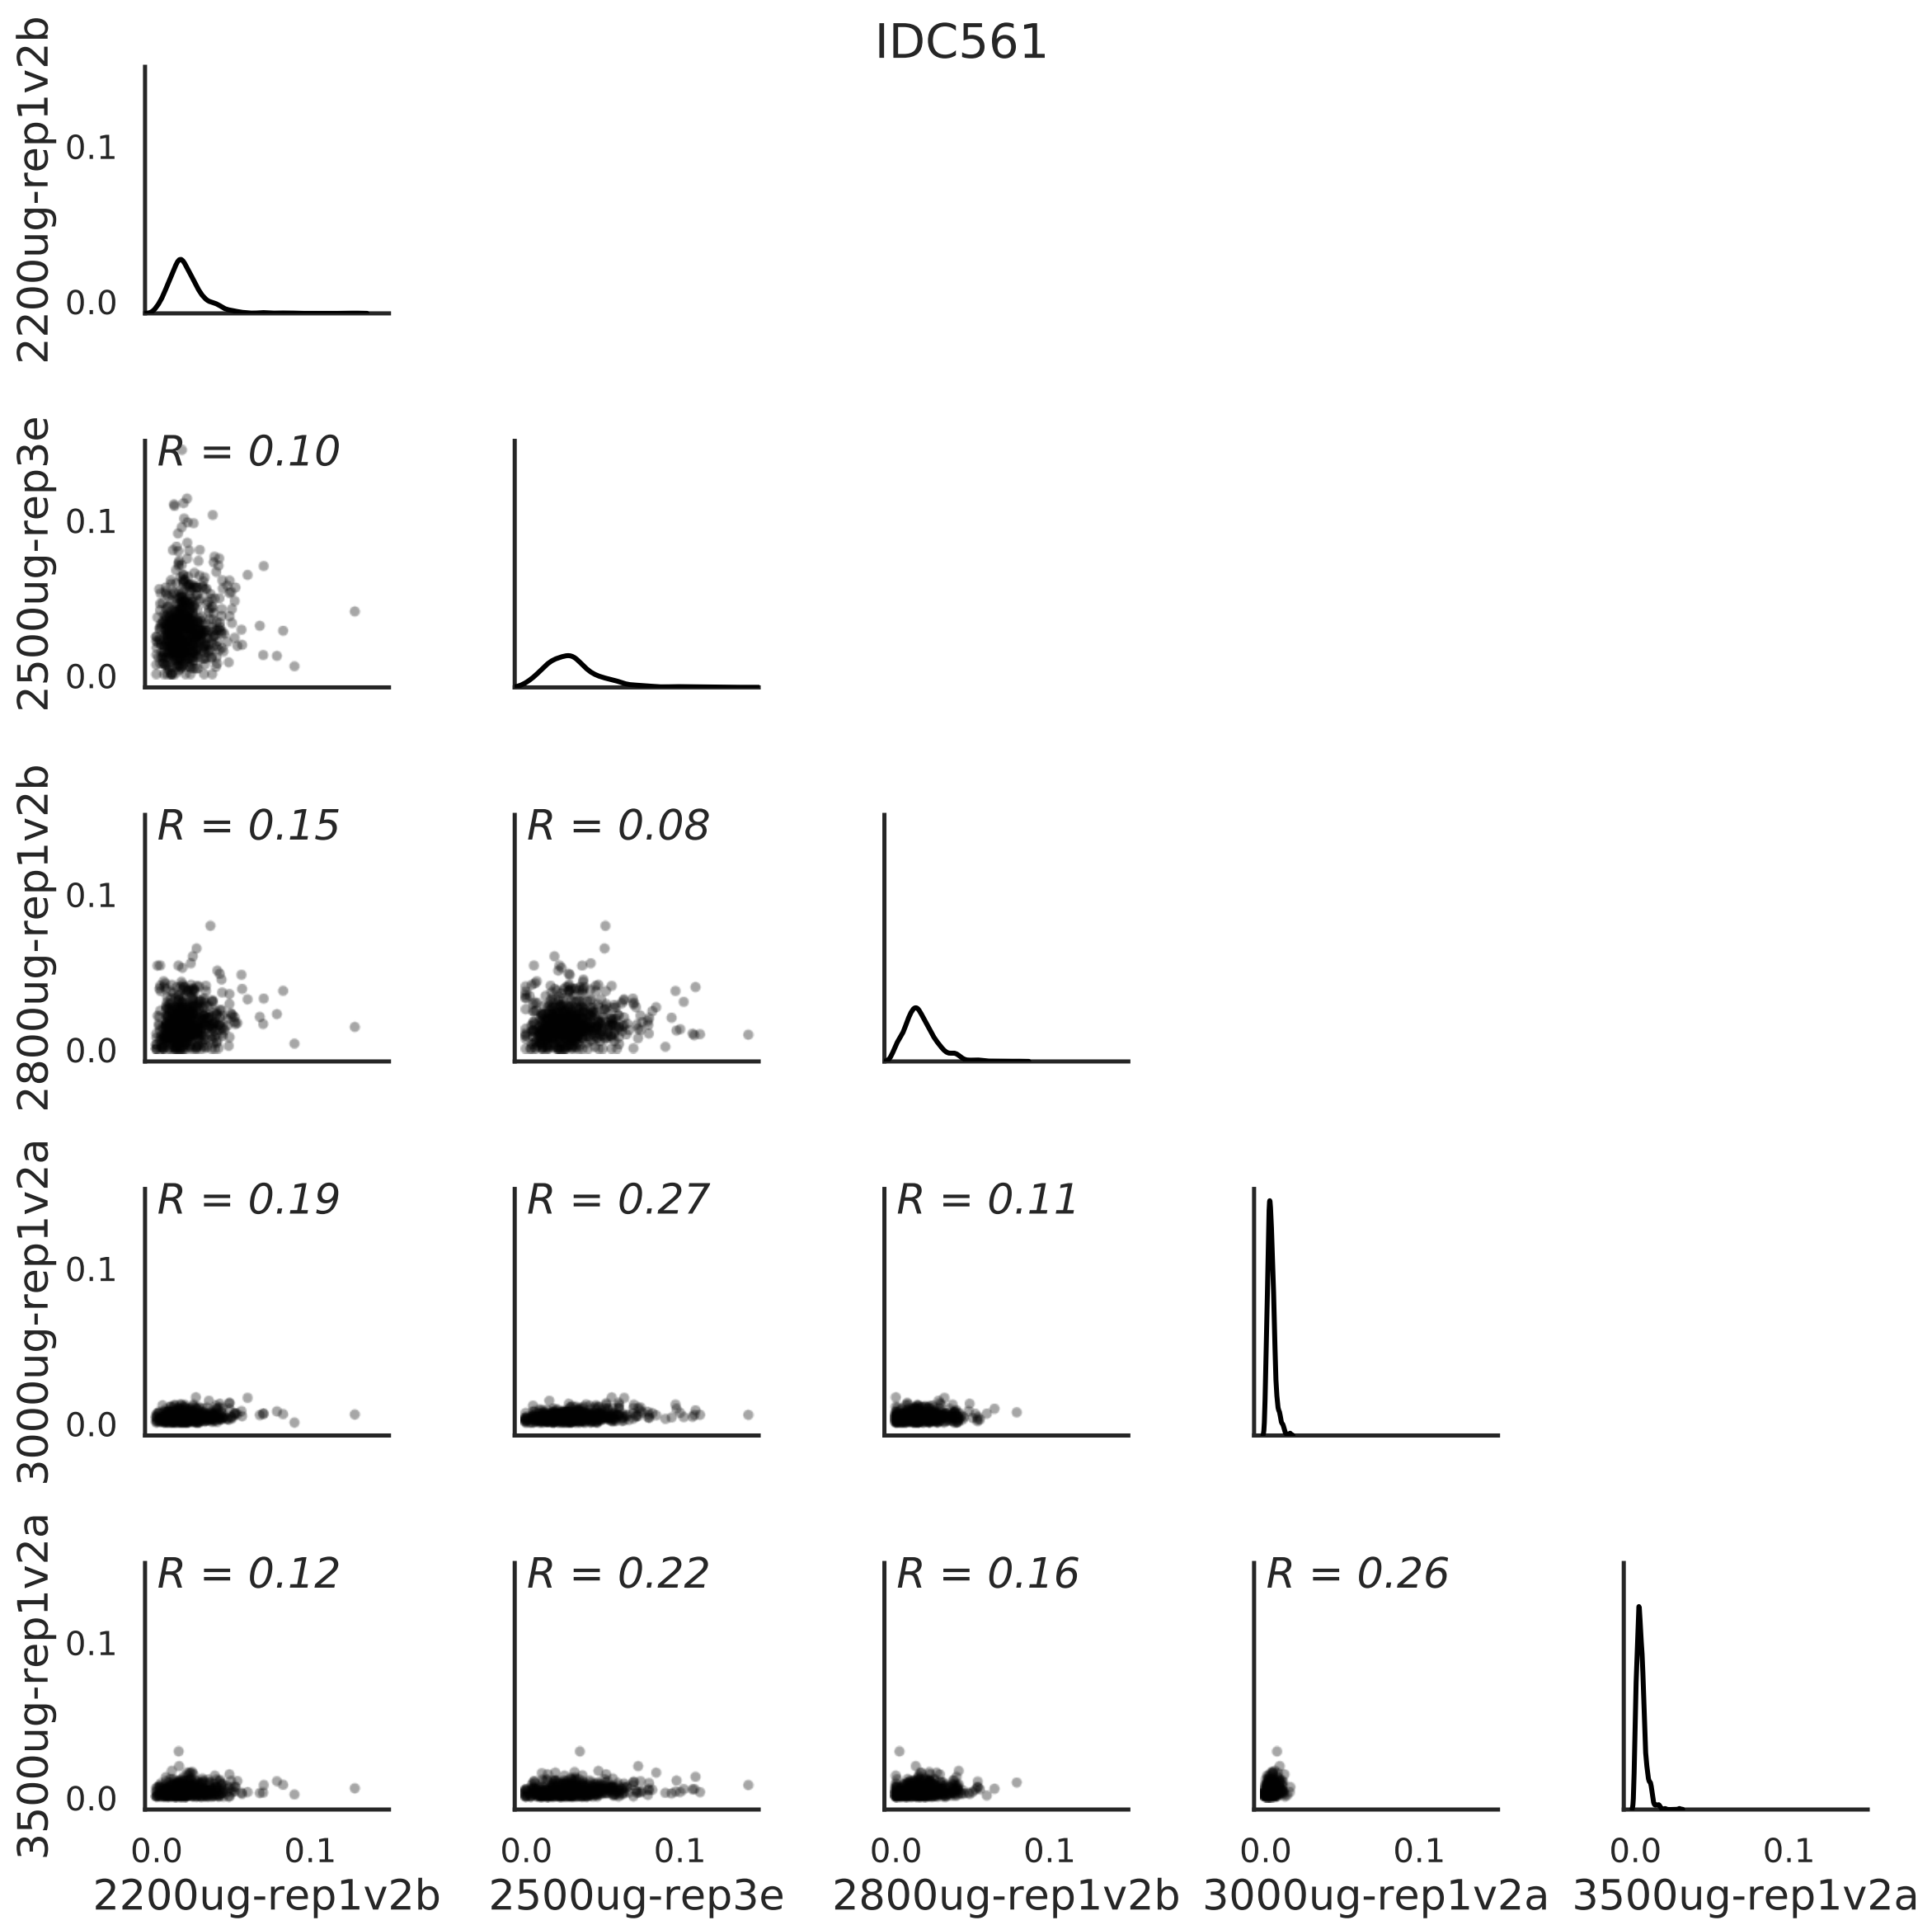 IDC561
2200ug-rep1v2b
0.1
0.0
2500ug-rep3e
0.1
0.0
R = 0.10
2800ug-rep1v2b
0.1
0.0
R = 0.15
R = 0.08
3000ug-rep1v2a
0.1
0.0
R = 0.19
R = 0.27
R = 0.11
3500ug-rep1v2a
0.1
0.0
R = 0.12
R = 0.22
R = 0.16
R = 0.26
0.0 0.1 0.0 0.1 0.0 0.1 0.0 0.1 0.0 0.1
2200ug-rep1v2b 2500ug-rep3e 2800ug-rep1v2b 3000ug-rep1v2a 3500ug-rep1v2a